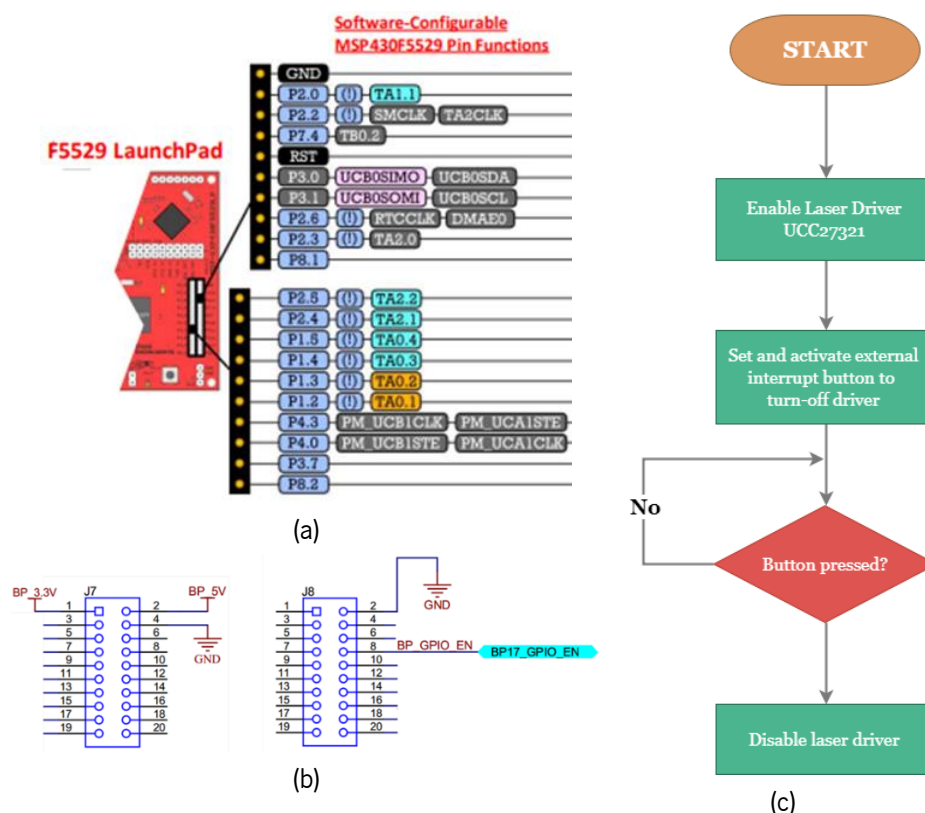 Software-Configurable
MSP430F5529 Pin Functions
F5529 LaunchPad
GND
P2.0 (!) TA1.1
P2.2 (!) SMCLK TA2CLK
P7.4 TB0.2
RST
P3.0 UCB0SIMO UCB0SDA
P3.1 UCB0SOMI UCB0SCL
P2.6 (!) RTCCLK DMAE0
P2.3 (!) TA2.0
P8.1
P2.5 (!) TA2.2
P2.4 (!) TA2.1
P1.5 (!) TA0.4
P1.4 (!) TA0.3
P1.3 (!) TA0.2
P1.2 (!) TA0.1
P4.3 PM_UCB1CLK PM_UCA1STE
P4.0 PM_UCB1STE PM_UCA1CLK
P3.7
P8.2
(a)
BP_3.3V J7 BP_5V
1 2
3 4
5 6
GND
7 8
9 10
11 12
13 14
15 16
17 18
19 20
J8
GND
1 2
3 4
5 6
7 8 BP_GPIO_EN BP17_GPIO_EN
9 10
11 12
13 14
15 16
17 18
19 20
(b)
START
Enable Laser Driver
UCC27321
Set and activate external
interrupt button to
turn-off driver
No
Button pressed?
Disable laser driver
(c)